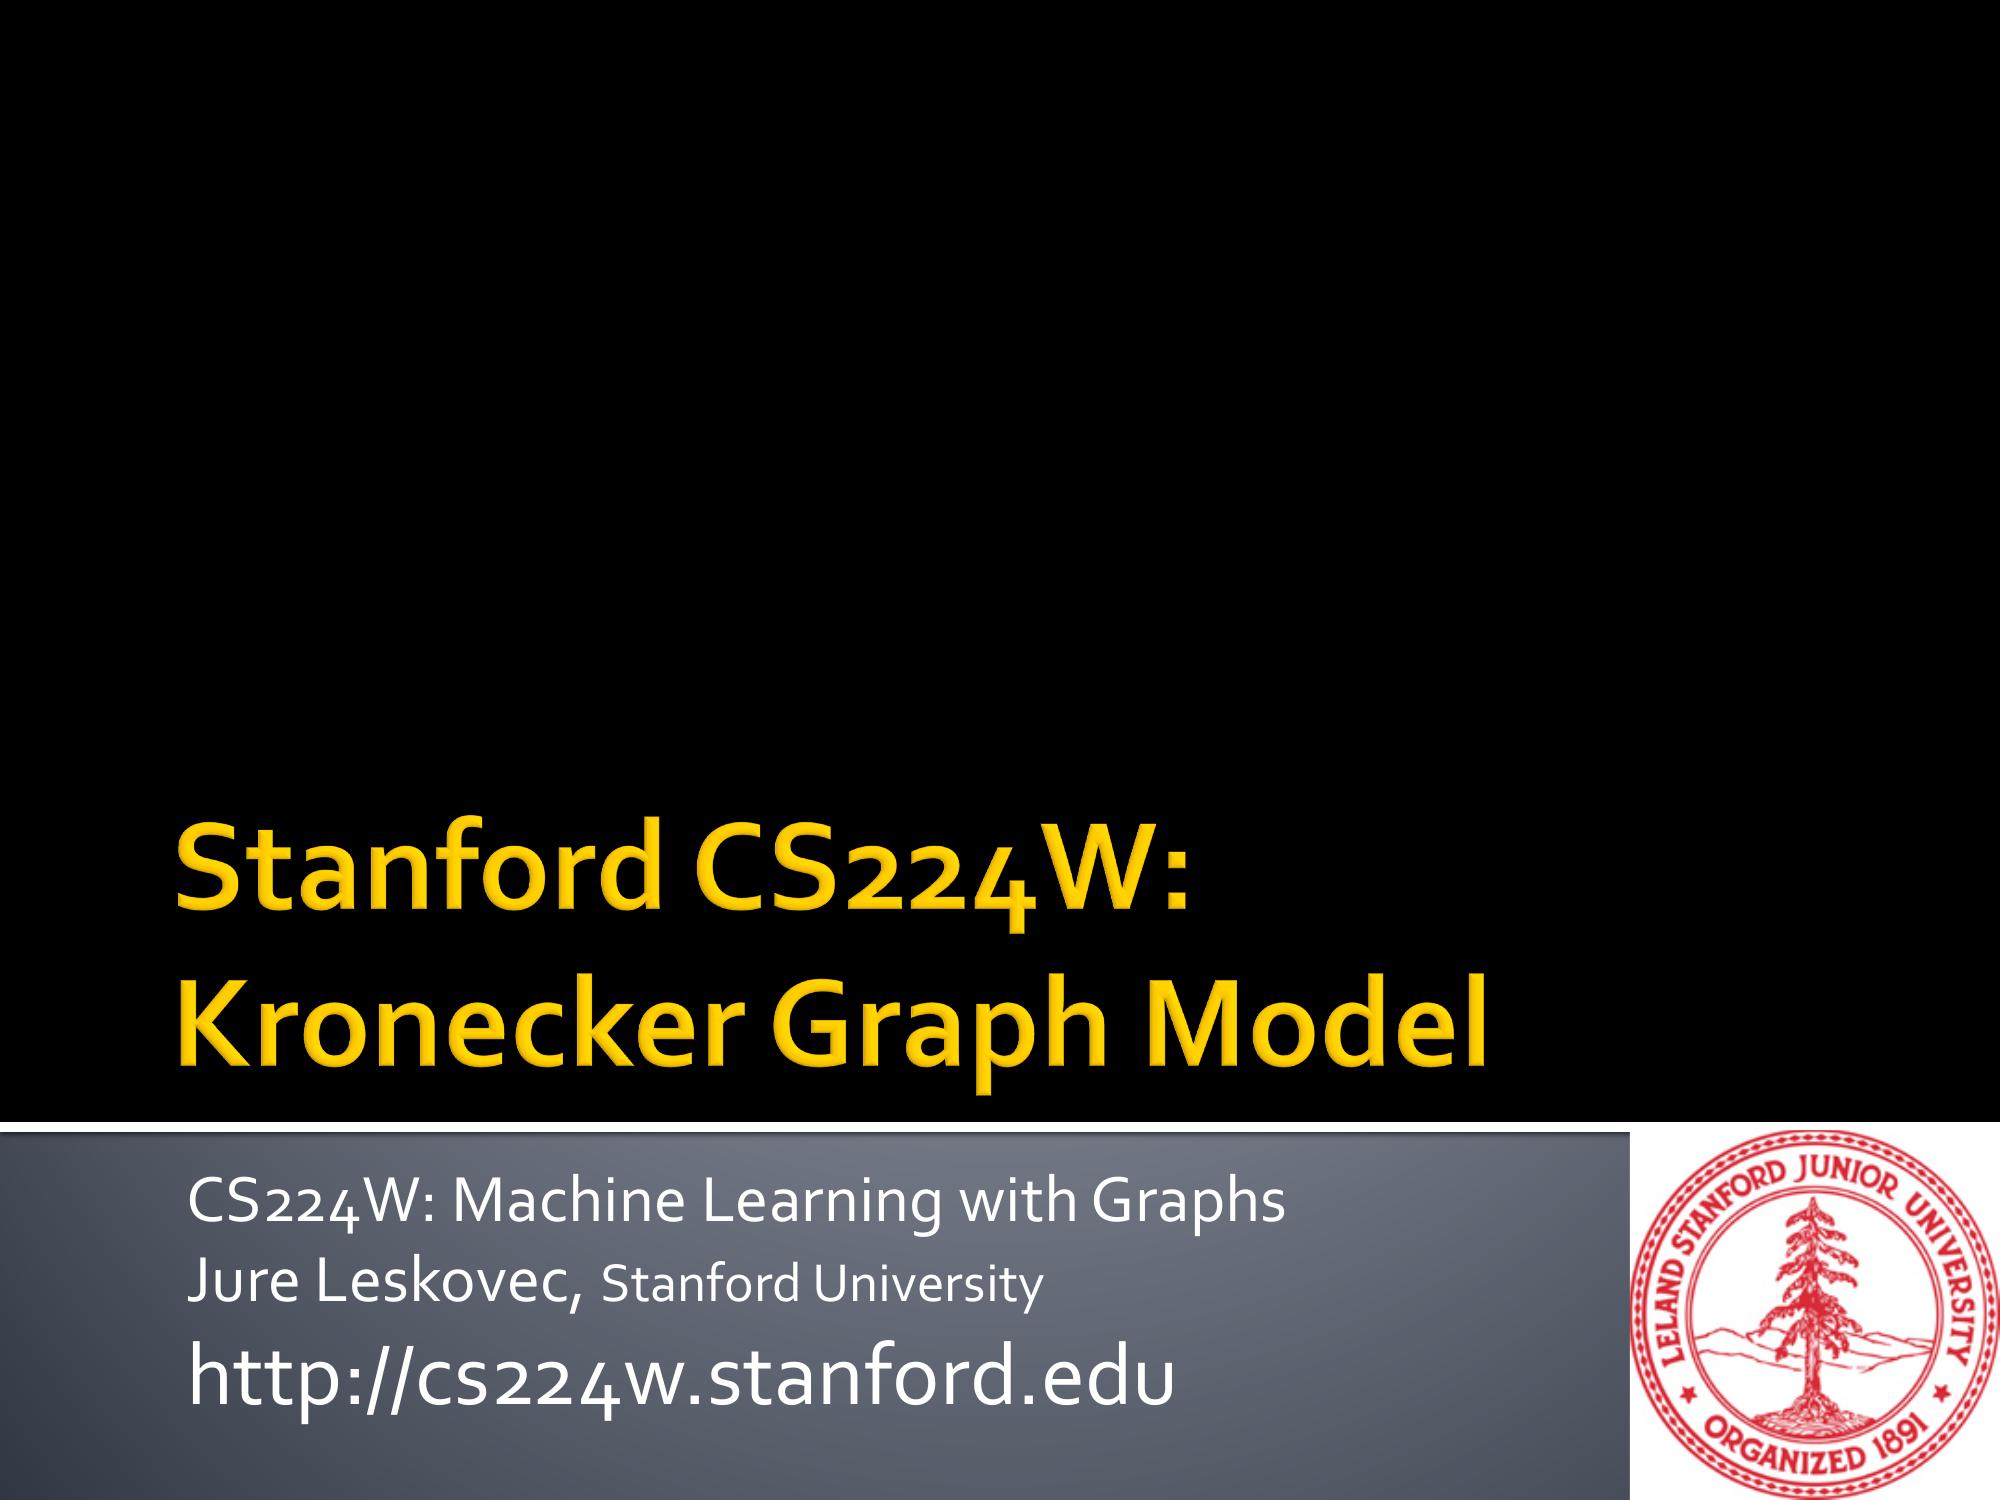 Stanford CS224W:
Kronecker Graph Model
CS224W: Machine Learning with Graphs
Jure Leskovec, Stanford University
http://cs224w.stanford.edu
LELAND STANFORD JUNIOR UNIVERSITY
ORGANIZED 1891